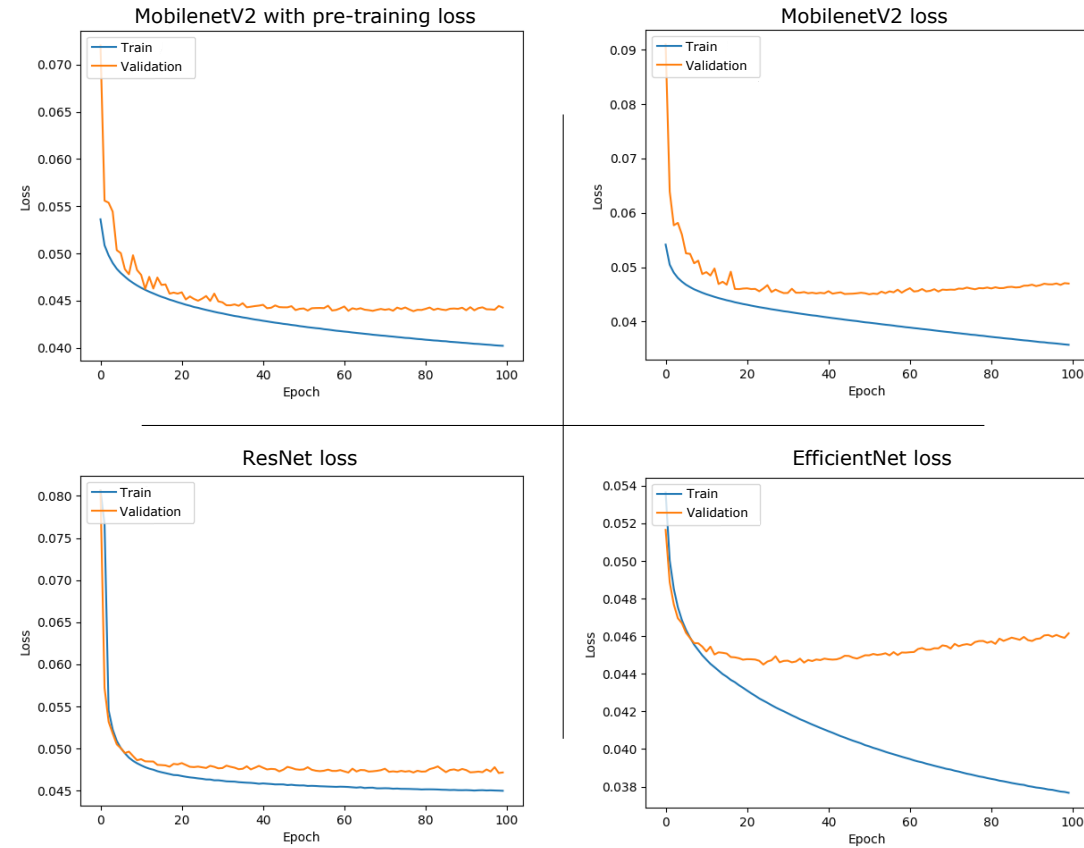 MobilenetV2 with pre-training loss
Train
Validation
0.070
0.065
0.060
0.055
0.050
0.045
0.040
Loss
0 20 40 60 80 100
Epoch
MobilenetV2 loss
Train
Validation
0.09
0.08
0.07
0.06
0.05
0.04
Loss
0 20 40 60 80 100
Epoch
ResNet loss
Train
Validation
0.080
0.075
0.070
0.065
0.060
0.055
0.050
0.045
Loss
0 20 40 60 80 100
Epoch
EfficientNet loss
Train
Validation
0.054
0.052
0.050
0.048
0.046
0.044
0.042
0.040
0.038
Loss
0 20 40 60 80 100
Epoch